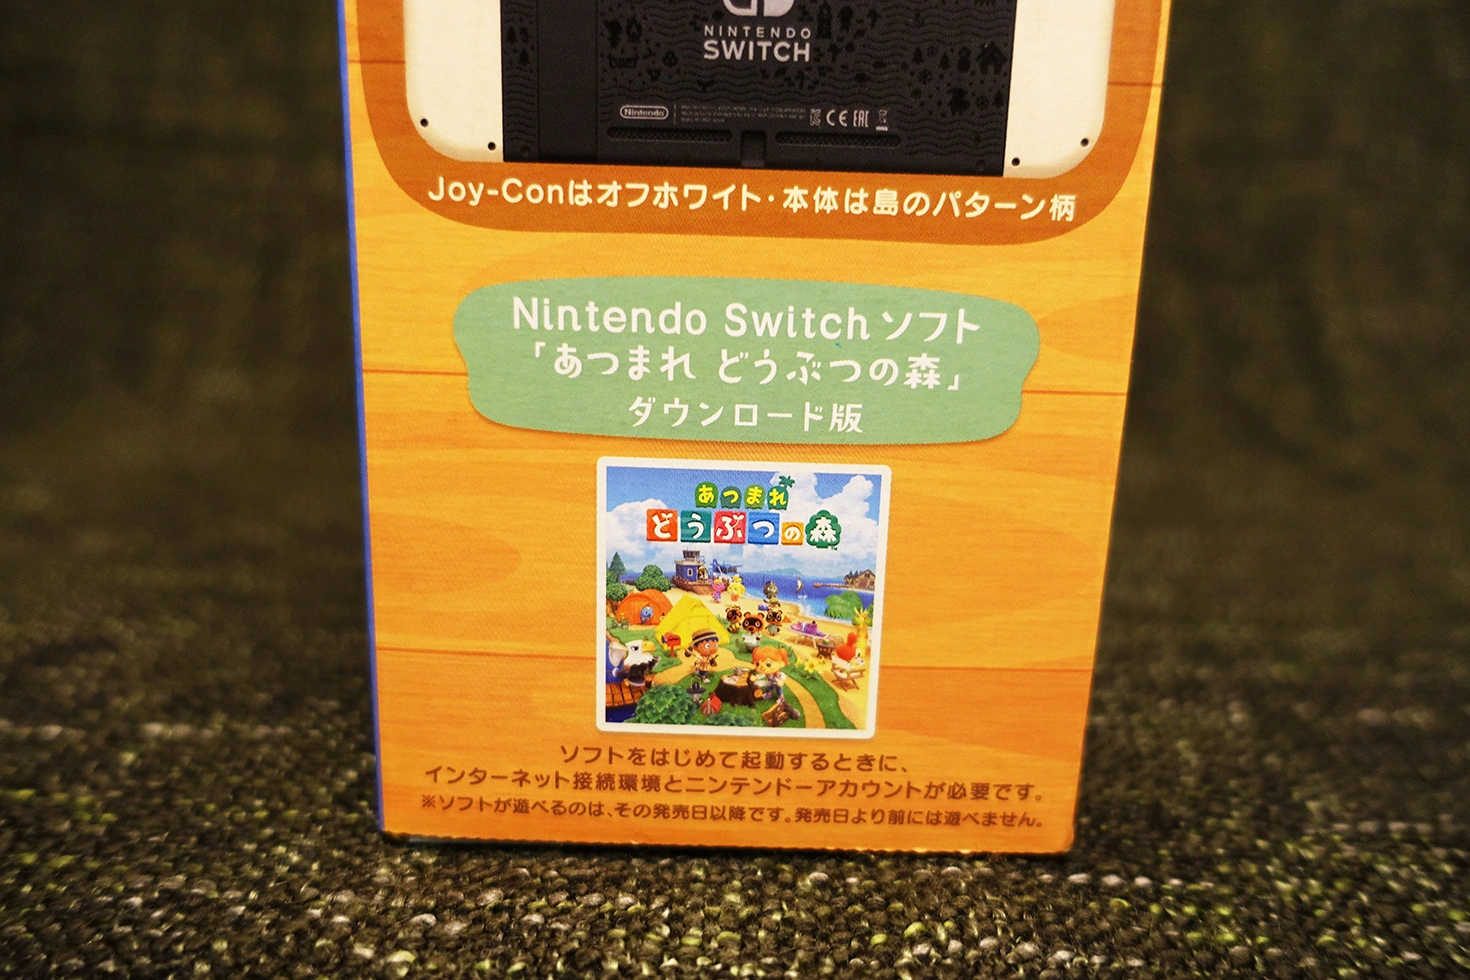 NINTENDO
SWITCH
Nintendo
CE EAC
Joy-Conはオフホワイト・本体は島のパターン柄
Nintendo Switch ソフト
「あつまれ どうぶつの森」
ダウンロード版
あつまれ
どうぶつの森
ソフトをはじめて起動するときに、
インターネット接続環境とニンテンドーアカウントが必要です。
※ソフトが遊べるのは、その発売日以降です。発売日より前には遊べません。